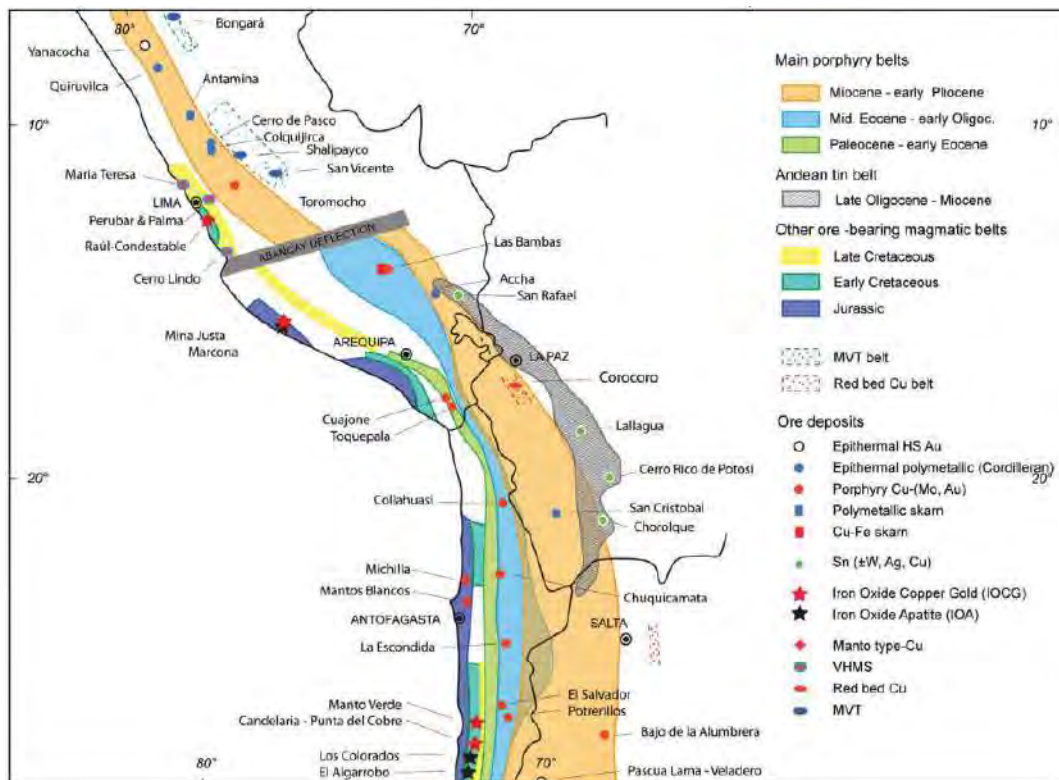 80°
Bongará
70°
Yanacocha
Quiruvilca
Antamina
10°
Cerro de Pasco
Colquijirca
Shalipayco
San Vicente
Maria Teresa
LIMA
Toromocho
Perubar & Palma
Raúl-Condestable
ABANCAY DEFLECTION
Las Bambas
Cerro Lindo
Accha
San Rafael
Mina Justa
Marcona
AREQUIPA
LA PAZ
Corocoro
Cuajone
Toquepala
Lallagua
20°
Cerro Rico de Potosi
Collahuasi
San Cristobal
Chorolque
Michilla
Mantos Blancos
Chuquicamata
ANTOFAGASTA
SALTA
La Escondida
Manto Verde
El Salvador
Candelaria - Punta del Cobre
Potrerillos
Bajo de la Alumbrera
Los Colorados
El Algarrobo
80°
70°
Pascua Lama - Veladero
Main porphyry belts
Miocene - early Pliocene
10°
Mid. Eocene - early Oligoc.
Paleocene - early Eocene
Andean tin belt
Late Oligocene - Miocene
Other ore -bearing magmatic belts
Late Cretaceous
Early Cretaceous
Jurassic
MVT belt
Red bed Cu belt
Ore deposits
Epithermal HS Au
Epithermal polymetallic (Cordilleran)
20°
Porphyry Cu-(Mo, Au)
Polymetallic skarn
Cu-Fe skarn
Sn (±W, Ag, Cu)
Iron Oxide Copper Gold (IOCG)
Iron Oxide Apatite (IOA)
Manto type-Cu
VHMS
Red bed Cu
MVT